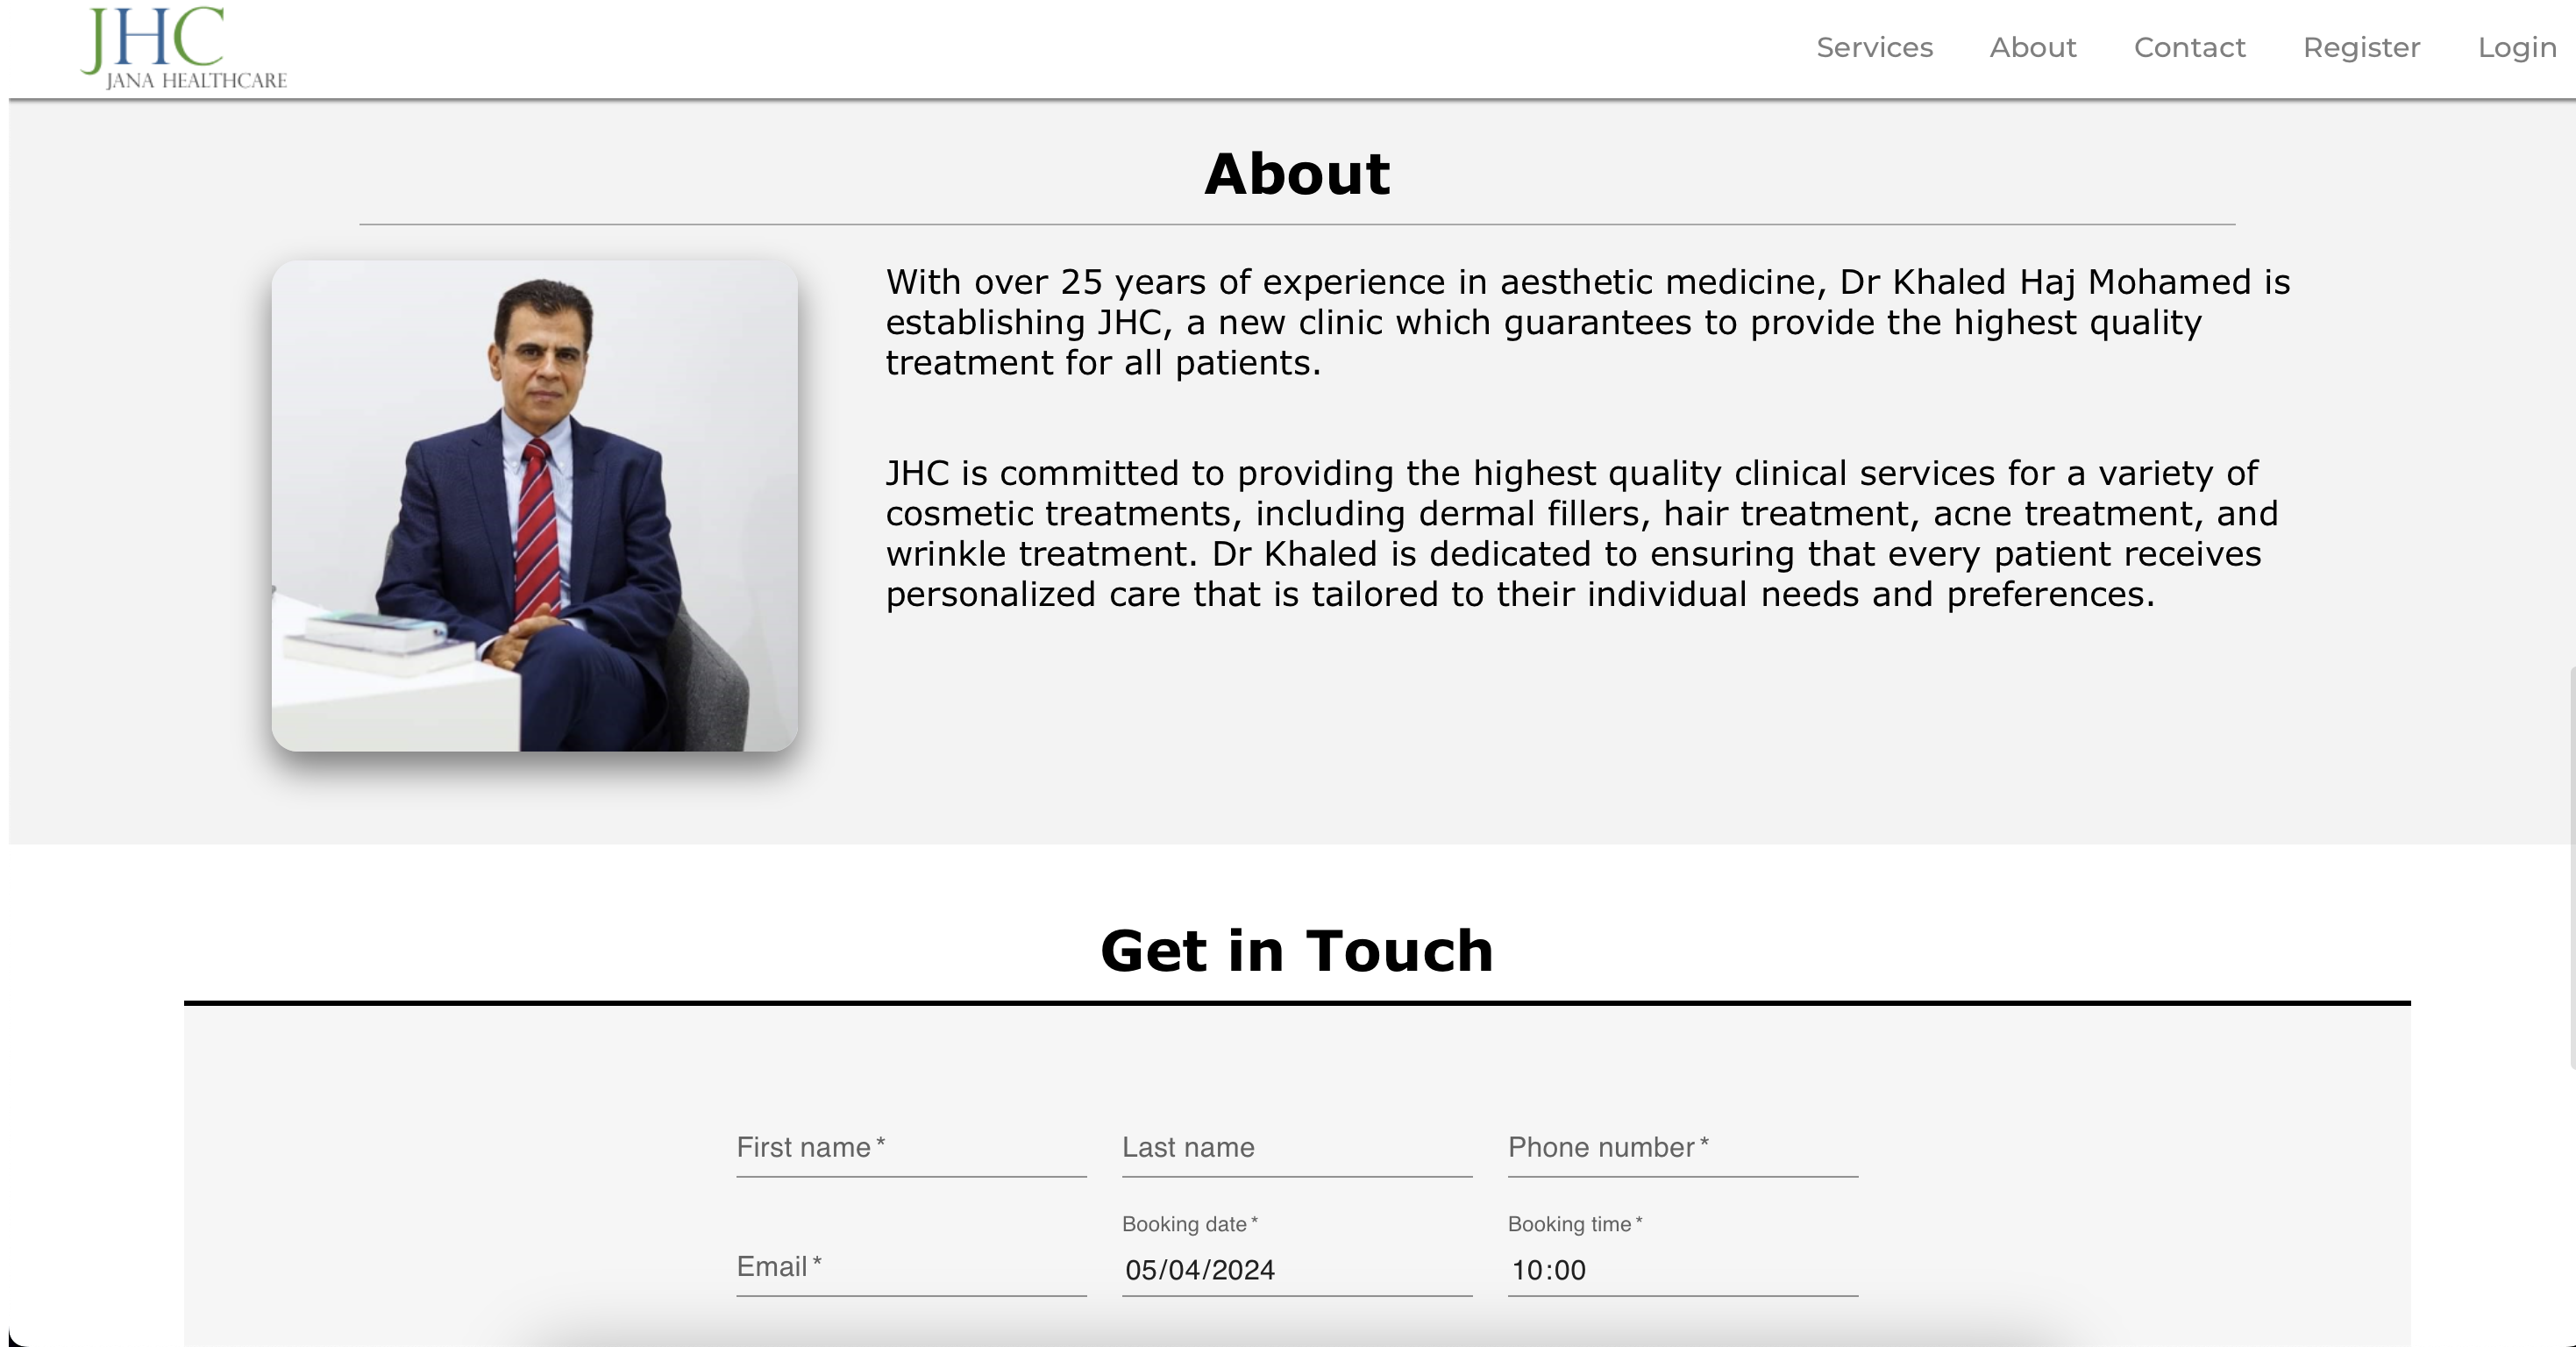 JHC
JANA HEALTHCARE
Services
About
Contact
Register
Login
About
With over 25 years of experience in aesthetic medicine, Dr Khaled Haj Mohamed is
establishing JHC, a new clinic which guarantees to provide the highest quality
treatment for all patients.
JHC is committed to providing the highest quality clinical services for a variety of
cosmetic treatments, including dermal fillers, hair treatment, acne treatment, and
wrinkle treatment. Dr Khaled is dedicated to ensuring that every patient receives
personalized care that is tailored to their individual needs and preferences.
Get in Touch
First name *
Last name
Phone number *
Email *
Booking date *
05/04/2024
Booking time *
10:00